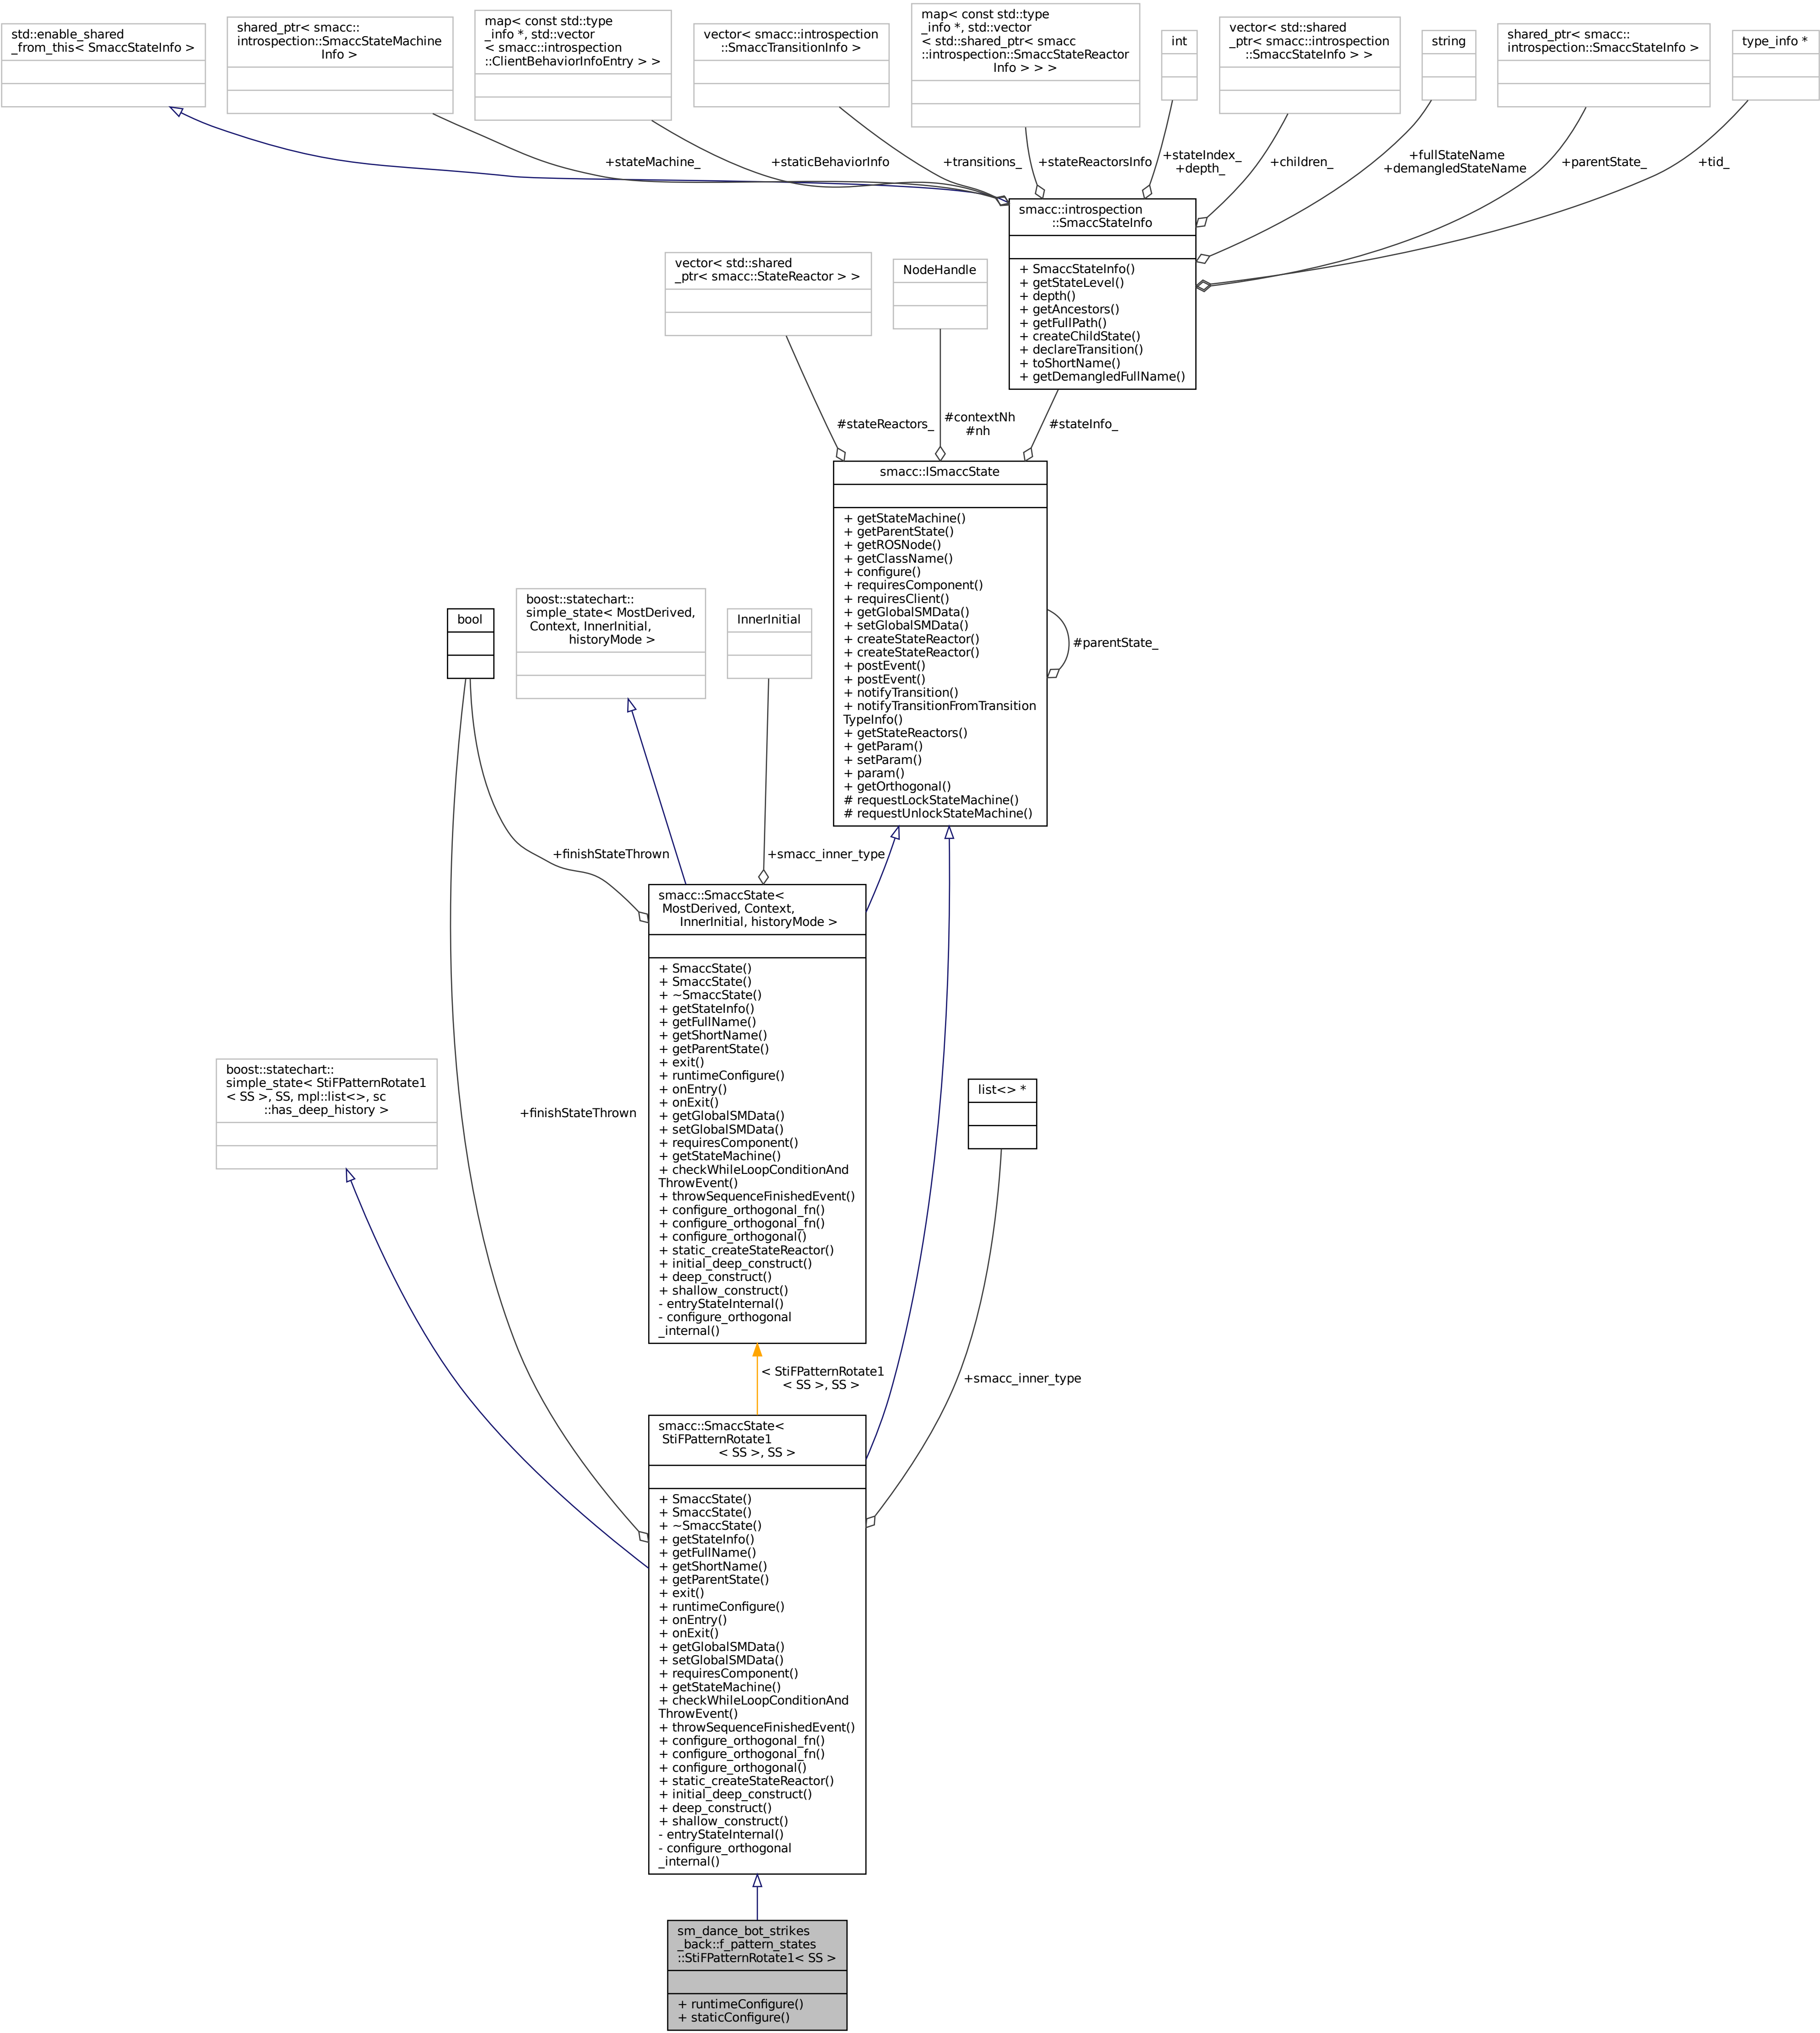 std::enable_shared
_from_this< SmaccStateInfo >
shared_ptr< smacc::
introspection::SmaccStateMachine
Info >
map< const std::type
_info *, std::vector
< smacc::introspection
::ClientBehaviorInfoEntry > >
vector< smacc::introspection
::SmaccTransitionInfo >
map< const std::type
_info *, std::vector
< std::shared_ptr< smacc
::introspection::SmaccStateReactor
Info > > >
int
vector< std::shared
_ptr< smacc::introspection
::SmaccStateInfo > >
string
shared_ptr< smacc::
introspection::SmaccStateInfo >
type_info *
+stateMachine_
+staticBehaviorInfo
+transitions_
+stateReactorsInfo
+stateIndex_
+depth_
+children_
+fullStateName
+demangledStateName
+parentState_
+tid_
smacc::introspection
::SmaccStateInfo
+ SmaccStateInfo()
+ getStateLevel()
+ depth()
+ getAncestors()
+ getFullPath()
+ createChildState()
+ declareTransition()
+ toShortName()
+ getDemangledFullName()
vector< std::shared
_ptr< smacc::StateReactor > >
NodeHandle
#stateReactors_
#contextNh
#nh
#stateInfo_
smacc::ISmaccState
+ getStateMachine()
+ getParentState()
+ getROSNode()
+ getClassName()
+ configure()
+ requiresComponent()
+ requiresClient()
+ getGlobalSMData()
+ setGlobalSMData()
+ createStateReactor()
+ createStateReactor()
+ postEvent()
+ postEvent()
+ notifyTransition()
+ notifyTransitionFromTransition
TypeInfo()
+ getStateReactors()
+ getParam()
+ setParam()
+ param()
+ getOrthogonal()
# requestLockStateMachine()
# requestUnlockStateMachine()
#parentState_
bool
boost::statechart::
simple_state< MostDerived,
Context, InnerInitial,
historyMode >
InnerInitial
+finishStateThrown
+smacc_inner_type
smacc::SmaccState<
MostDerived, Context,
InnerInitial, historyMode >
+ SmaccState()
+ SmaccState()
+ ~SmaccState()
+ getStateInfo()
+ getFullName()
+ getShortName()
+ getParentState()
+ exit()
+ runtimeConfigure()
+ onEntry()
+ onExit()
+ getGlobalSMData()
+ setGlobalSMData()
+ requiresComponent()
+ getStateMachine()
+ checkWhileLoopConditionAnd
ThrowEvent()
+ throwSequenceFinishedEvent()
+ configure_orthogonal_fn()
+ configure_orthogonal_fn()
+ configure_orthogonal()
+ static_createStateReactor()
+ initial_deep_construct()
+ deep_construct()
+ shallow_construct()
- entryStateInternal()
- configure_orthogonal
_internal()
boost::statechart::
simple_state< StiFPatternRotate1
< SS >, SS, mpl::list<>, sc
::has_deep_history >
+finishStateThrown
list<> *
< StiFPatternRotate1
< SS >, SS >
+smacc_inner_type
smacc::SmaccState<
StiFPatternRotate1
< SS >, SS >
+ SmaccState()
+ SmaccState()
+ ~SmaccState()
+ getStateInfo()
+ getFullName()
+ getShortName()
+ getParentState()
+ exit()
+ runtimeConfigure()
+ onEntry()
+ onExit()
+ getGlobalSMData()
+ setGlobalSMData()
+ requiresComponent()
+ getStateMachine()
+ checkWhileLoopConditionAnd
ThrowEvent()
+ throwSequenceFinishedEvent()
+ configure_orthogonal_fn()
+ configure_orthogonal_fn()
+ configure_orthogonal()
+ static_createStateReactor()
+ initial_deep_construct()
+ deep_construct()
+ shallow_construct()
- entryStateInternal()
- configure_orthogonal
_internal()
sm_dance_bot_strikes
_back::f_pattern_states
::StiFPatternRotate1< SS >
+ runtimeConfigure()
+ staticConfigure()